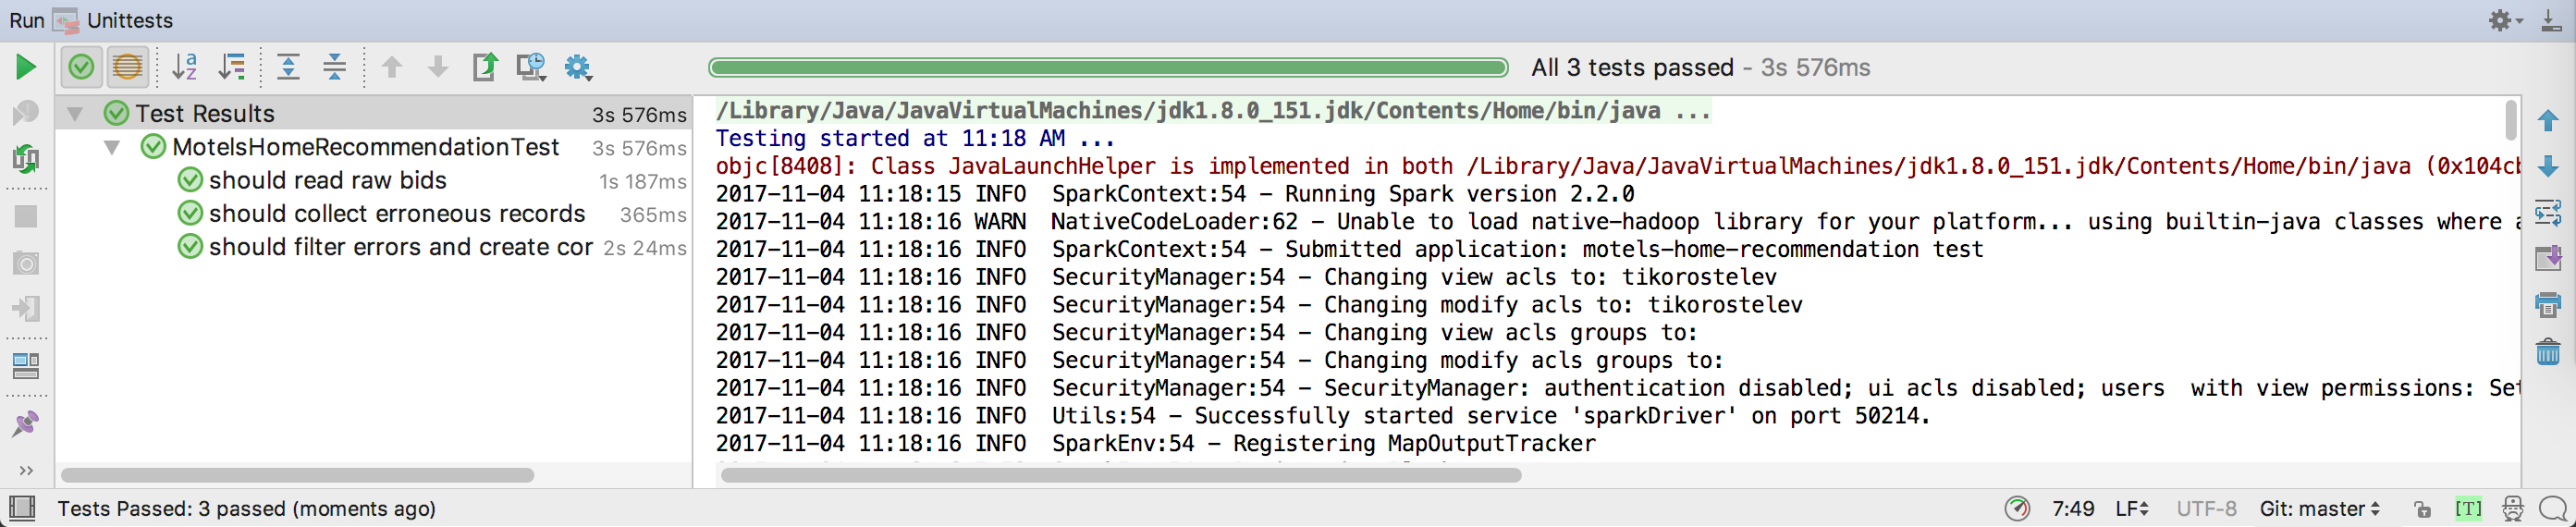 Run Unittests
All 3 tests passed - 3s 576ms
Test Results 3s 576ms
MotelsHomeRecommendationTest 3s 576ms
should read raw bids 1s 187ms
should collect erroneous records 365ms
should filter errors and create cor 2s 24ms
/Library/Java/JavaVirtualMachines/jdk1.8.0_151.jdk/Contents/Home/bin/java ...
Testing started at 11:18 AM ...
objc[8408]: Class JavaLaunchHelper is implemented in both /Library/Java/JavaVirtualMachines/jdk1.8.0_151.jdk/Contents/Home/bin/java (0x104cb
2017-11-04 11:18:15 INFO  SparkContext:54 - Running Spark version 2.2.0
2017-11-04 11:18:16 WARN  NativeCodeLoader:62 - Unable to load native-hadoop library for your platform... using builtin-java classes where a
2017-11-04 11:18:16 INFO  SparkContext:54 - Submitted application: motels-home-recommendation test
2017-11-04 11:18:16 INFO  SecurityManager:54 - Changing view acls to: tikorostelev
2017-11-04 11:18:16 INFO  SecurityManager:54 - Changing modify acls to: tikorostelev
2017-11-04 11:18:16 INFO  SecurityManager:54 - Changing view acls groups to:
2017-11-04 11:18:16 INFO  SecurityManager:54 - Changing modify acls groups to:
2017-11-04 11:18:16 INFO  SecurityManager:54 - SecurityManager: authentication disabled; ui acls disabled; users  with view permissions: Set
2017-11-04 11:18:16 INFO  Utils:54 - Successfully started service 'sparkDriver' on port 50214.
2017-11-04 11:18:16 INFO  SparkEnv:54 - Registering MapOutputTracker
Tests Passed: 3 passed (moments ago)
7:49 LF UTF-8 Git: master [T]